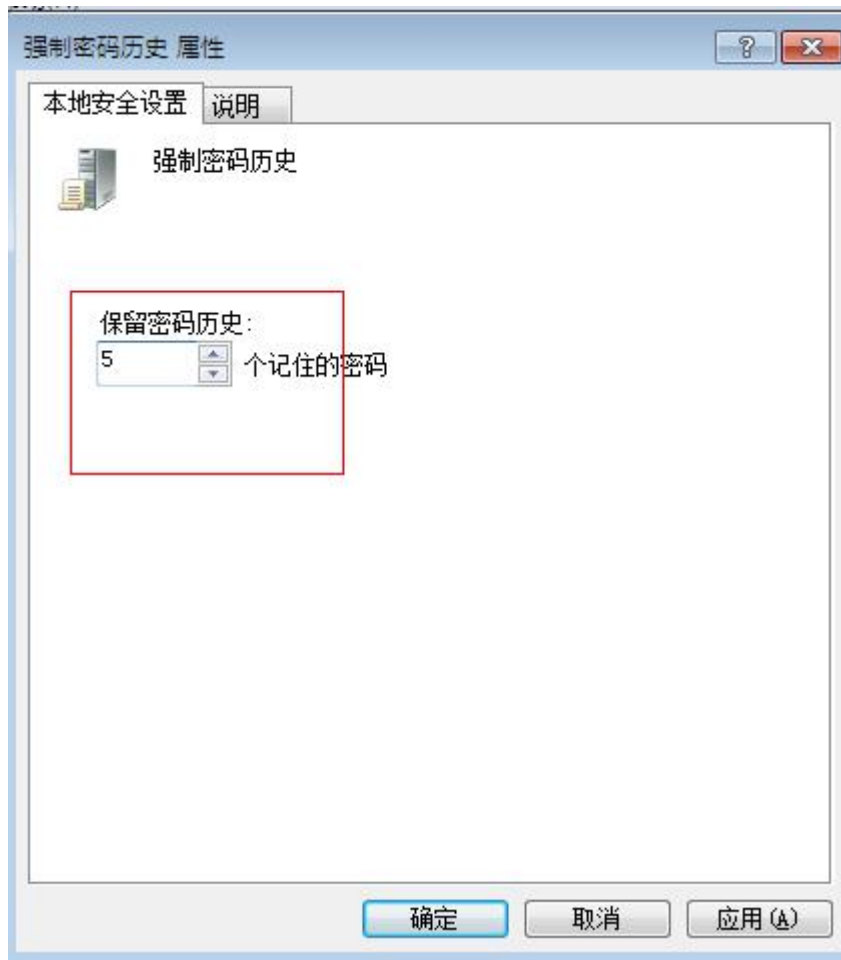 强制密码历史 属性
本地安全设置 说明
强制密码历史
保留密码历史:
5 个记住的密码
确定 取消 应用(A)